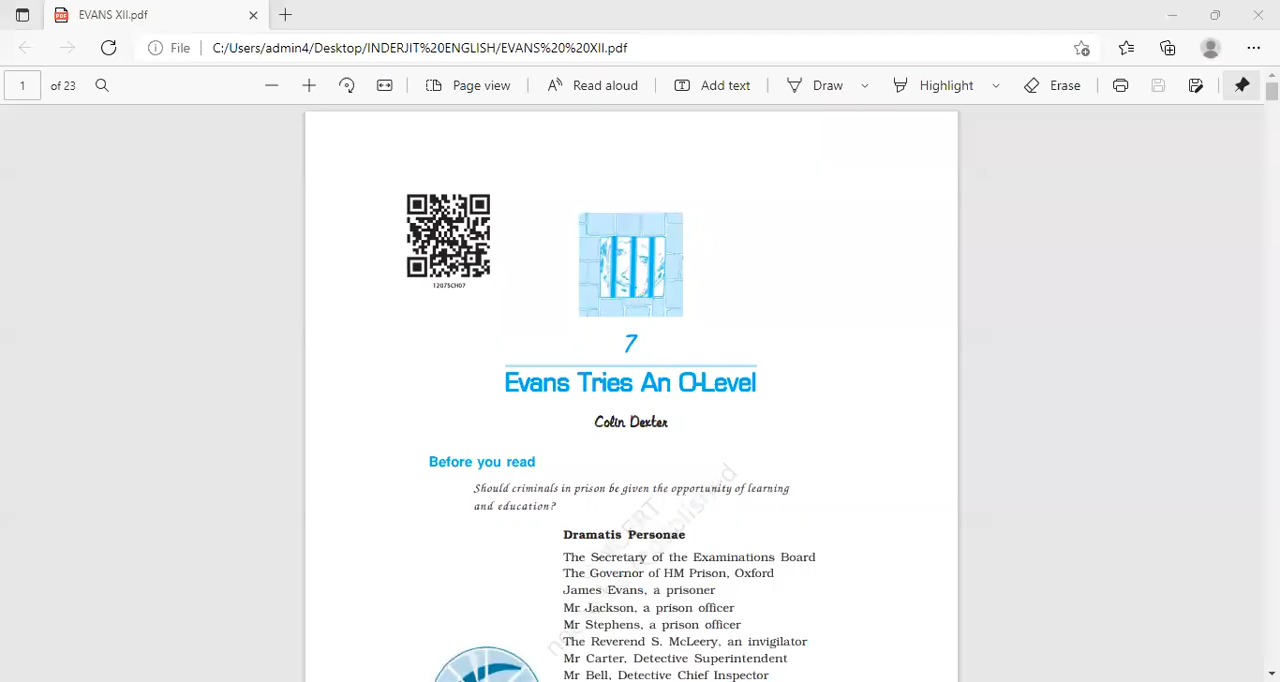 EVANS XII.pdf
File C:/Users/admin4/Desktop/INDERJIT%20ENGLISH/EVANS%20%20XII.pdf
1 of 23 Page view Read aloud Add text Draw Highlight Erase
12075CH07
7
Evans Tries An O-Level
Colin Dexter
Before you read
Should criminals in prison be given the opportunity of learning
and education?
Dramatis Personae
The Secretary of the Examinations Board
The Governor of HM Prison, Oxford
James Evans, a prisoner
Mr Jackson, a prison officer
Mr Stephens, a prison officer
The Reverend S. McLeery, an invigilator
Mr Carter, Detective Superintendent
Mr Bell, Detective Chief Inspector